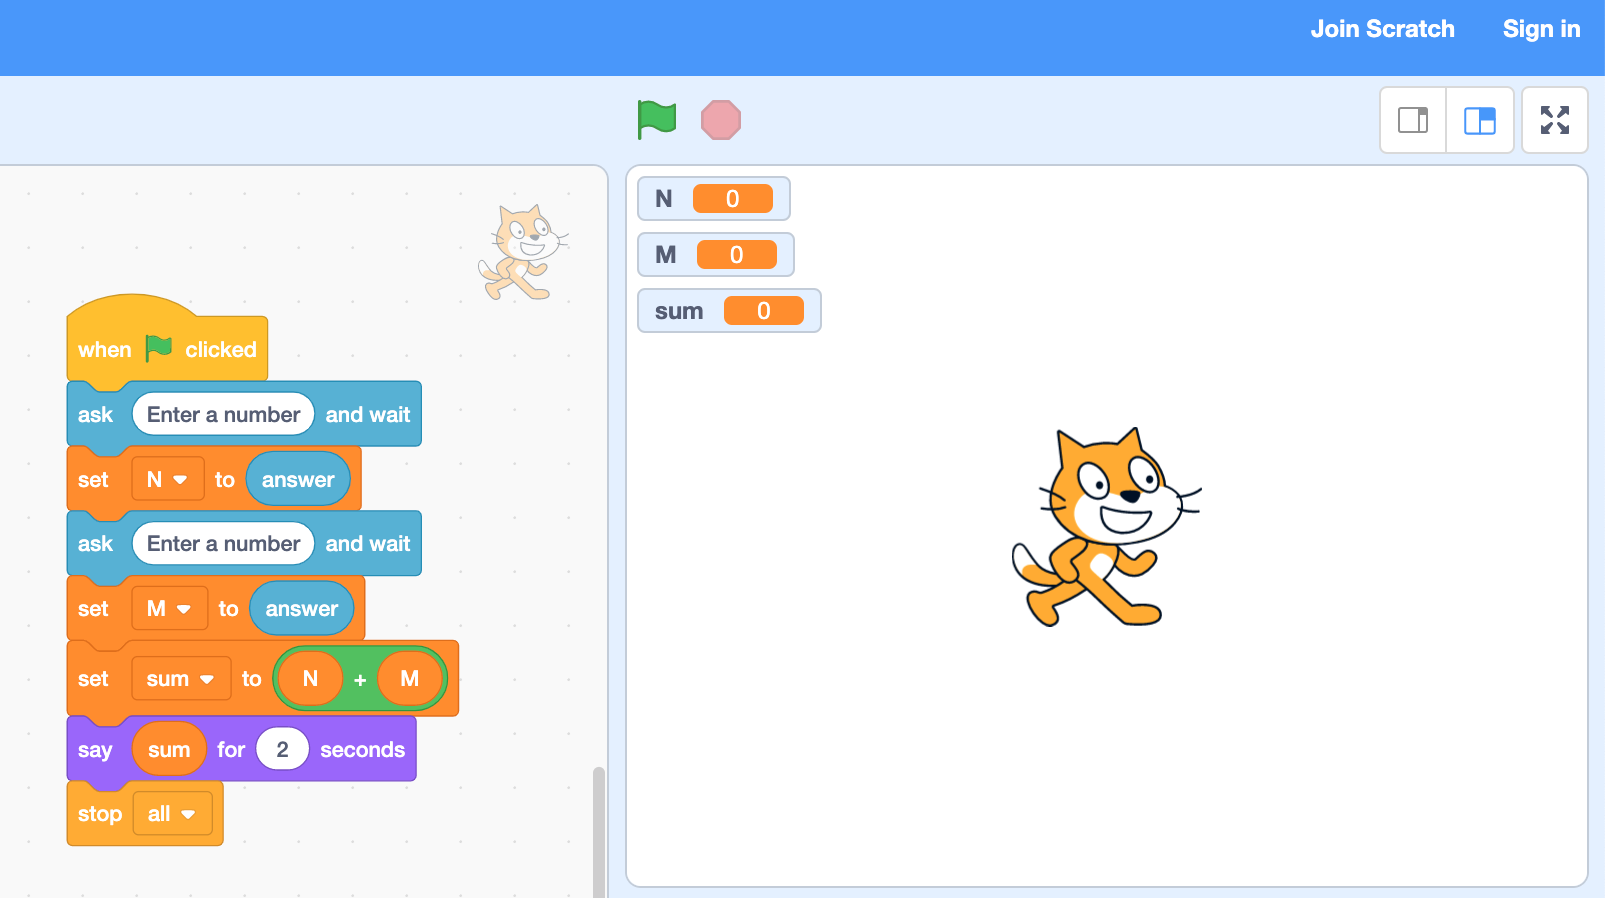 Join Scratch Sign in
N 0
M 0
sum 0
when clicked
ask Enter a number and wait
set N to answer
ask Enter a number and wait
set M to answer
set sum to N + M
say sum for 2 seconds
stop all